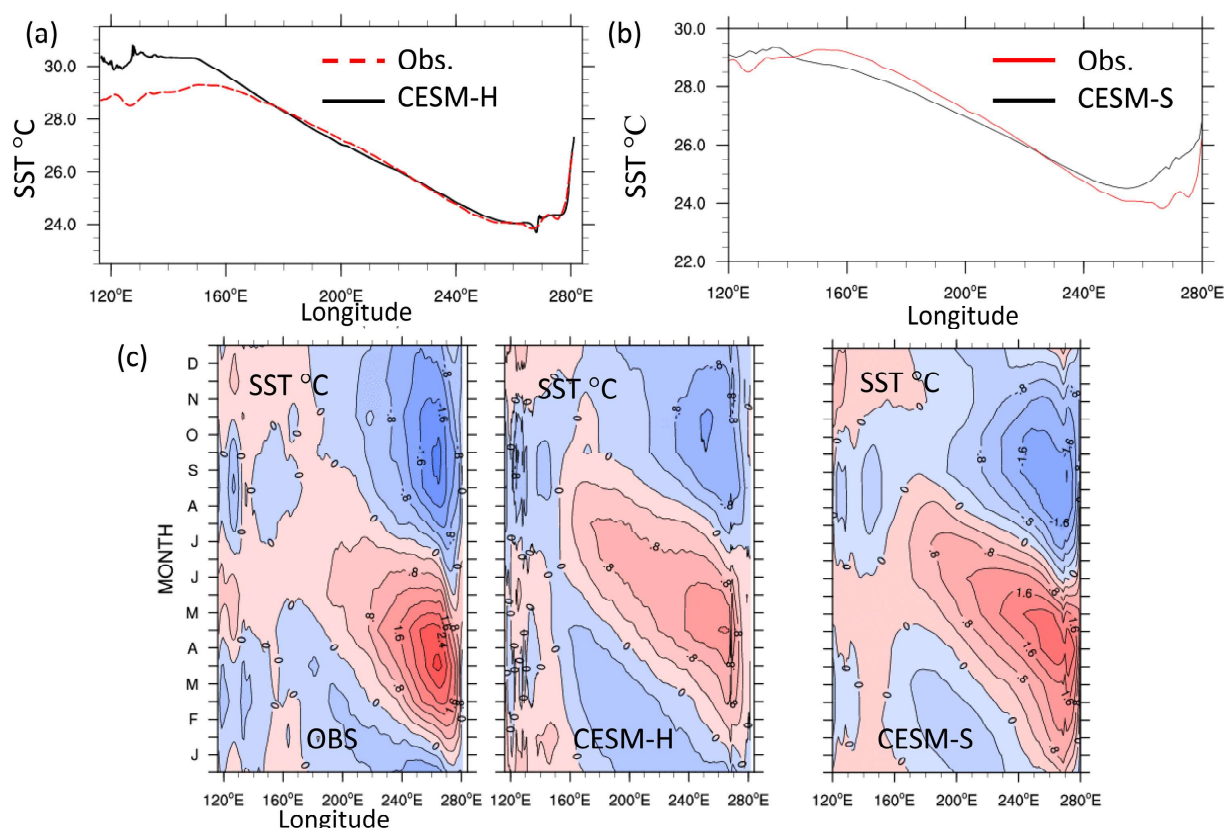 (a)
Obs.
CESM-H
SST °C
30.0
28.0
26.0
24.0
120°E 160°E 200°E 240°E 280°E
Longitude
(b)
Obs.
CESM-S
SST °C
30.0
28.0
26.0
24.0
22.0
120°E 160°E 200°E 240°E 280°E
Longitude
(c)
MONTH
D
N
O
S
A
J
J
M
A
M
F
J
SST °C
OBS
120°E 160°E 200°E 240°E 280°E
Longitude
SST °C
CESM-H
120°E 160°E 200°E 240°E 280°E
SST °C
CESM-S
120°E 160°E 200°E 240°E 280°E